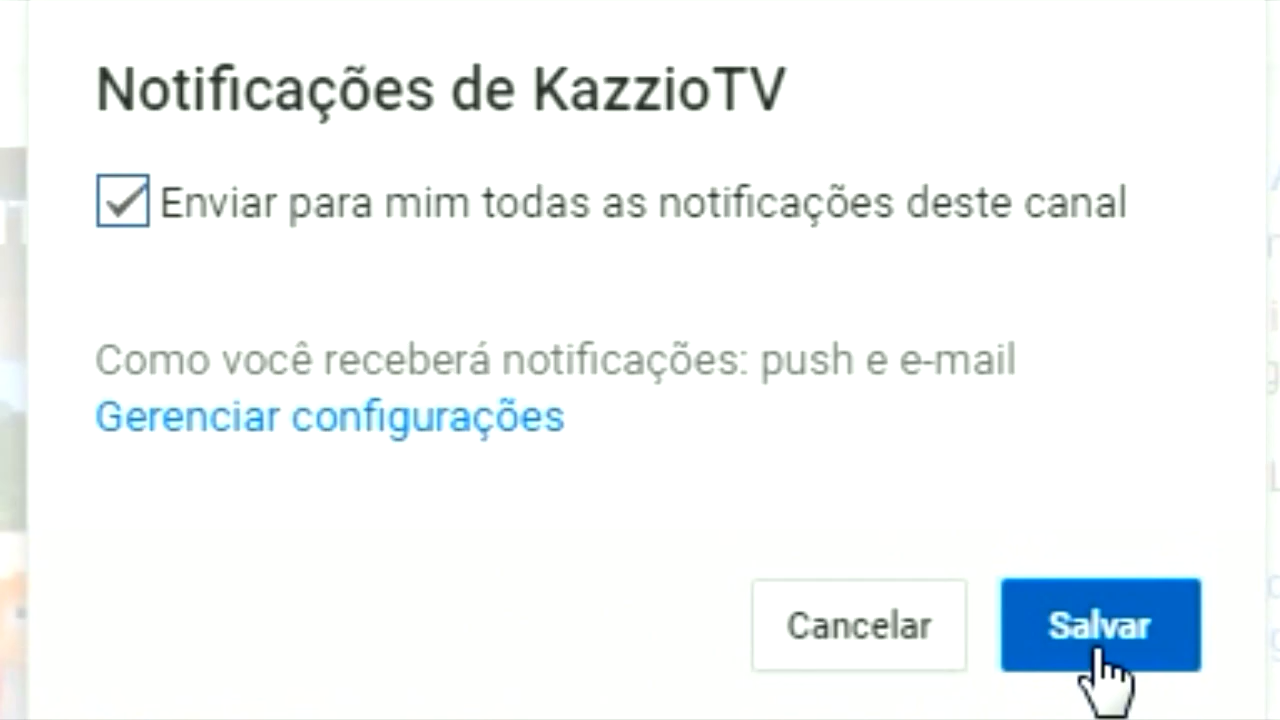 Notificações de KazzioTV
Enviar para mim todas as notificações deste canal
Como você receberá notificações: push e e-mail
Gerenciar configurações
Cancelar
Salvar